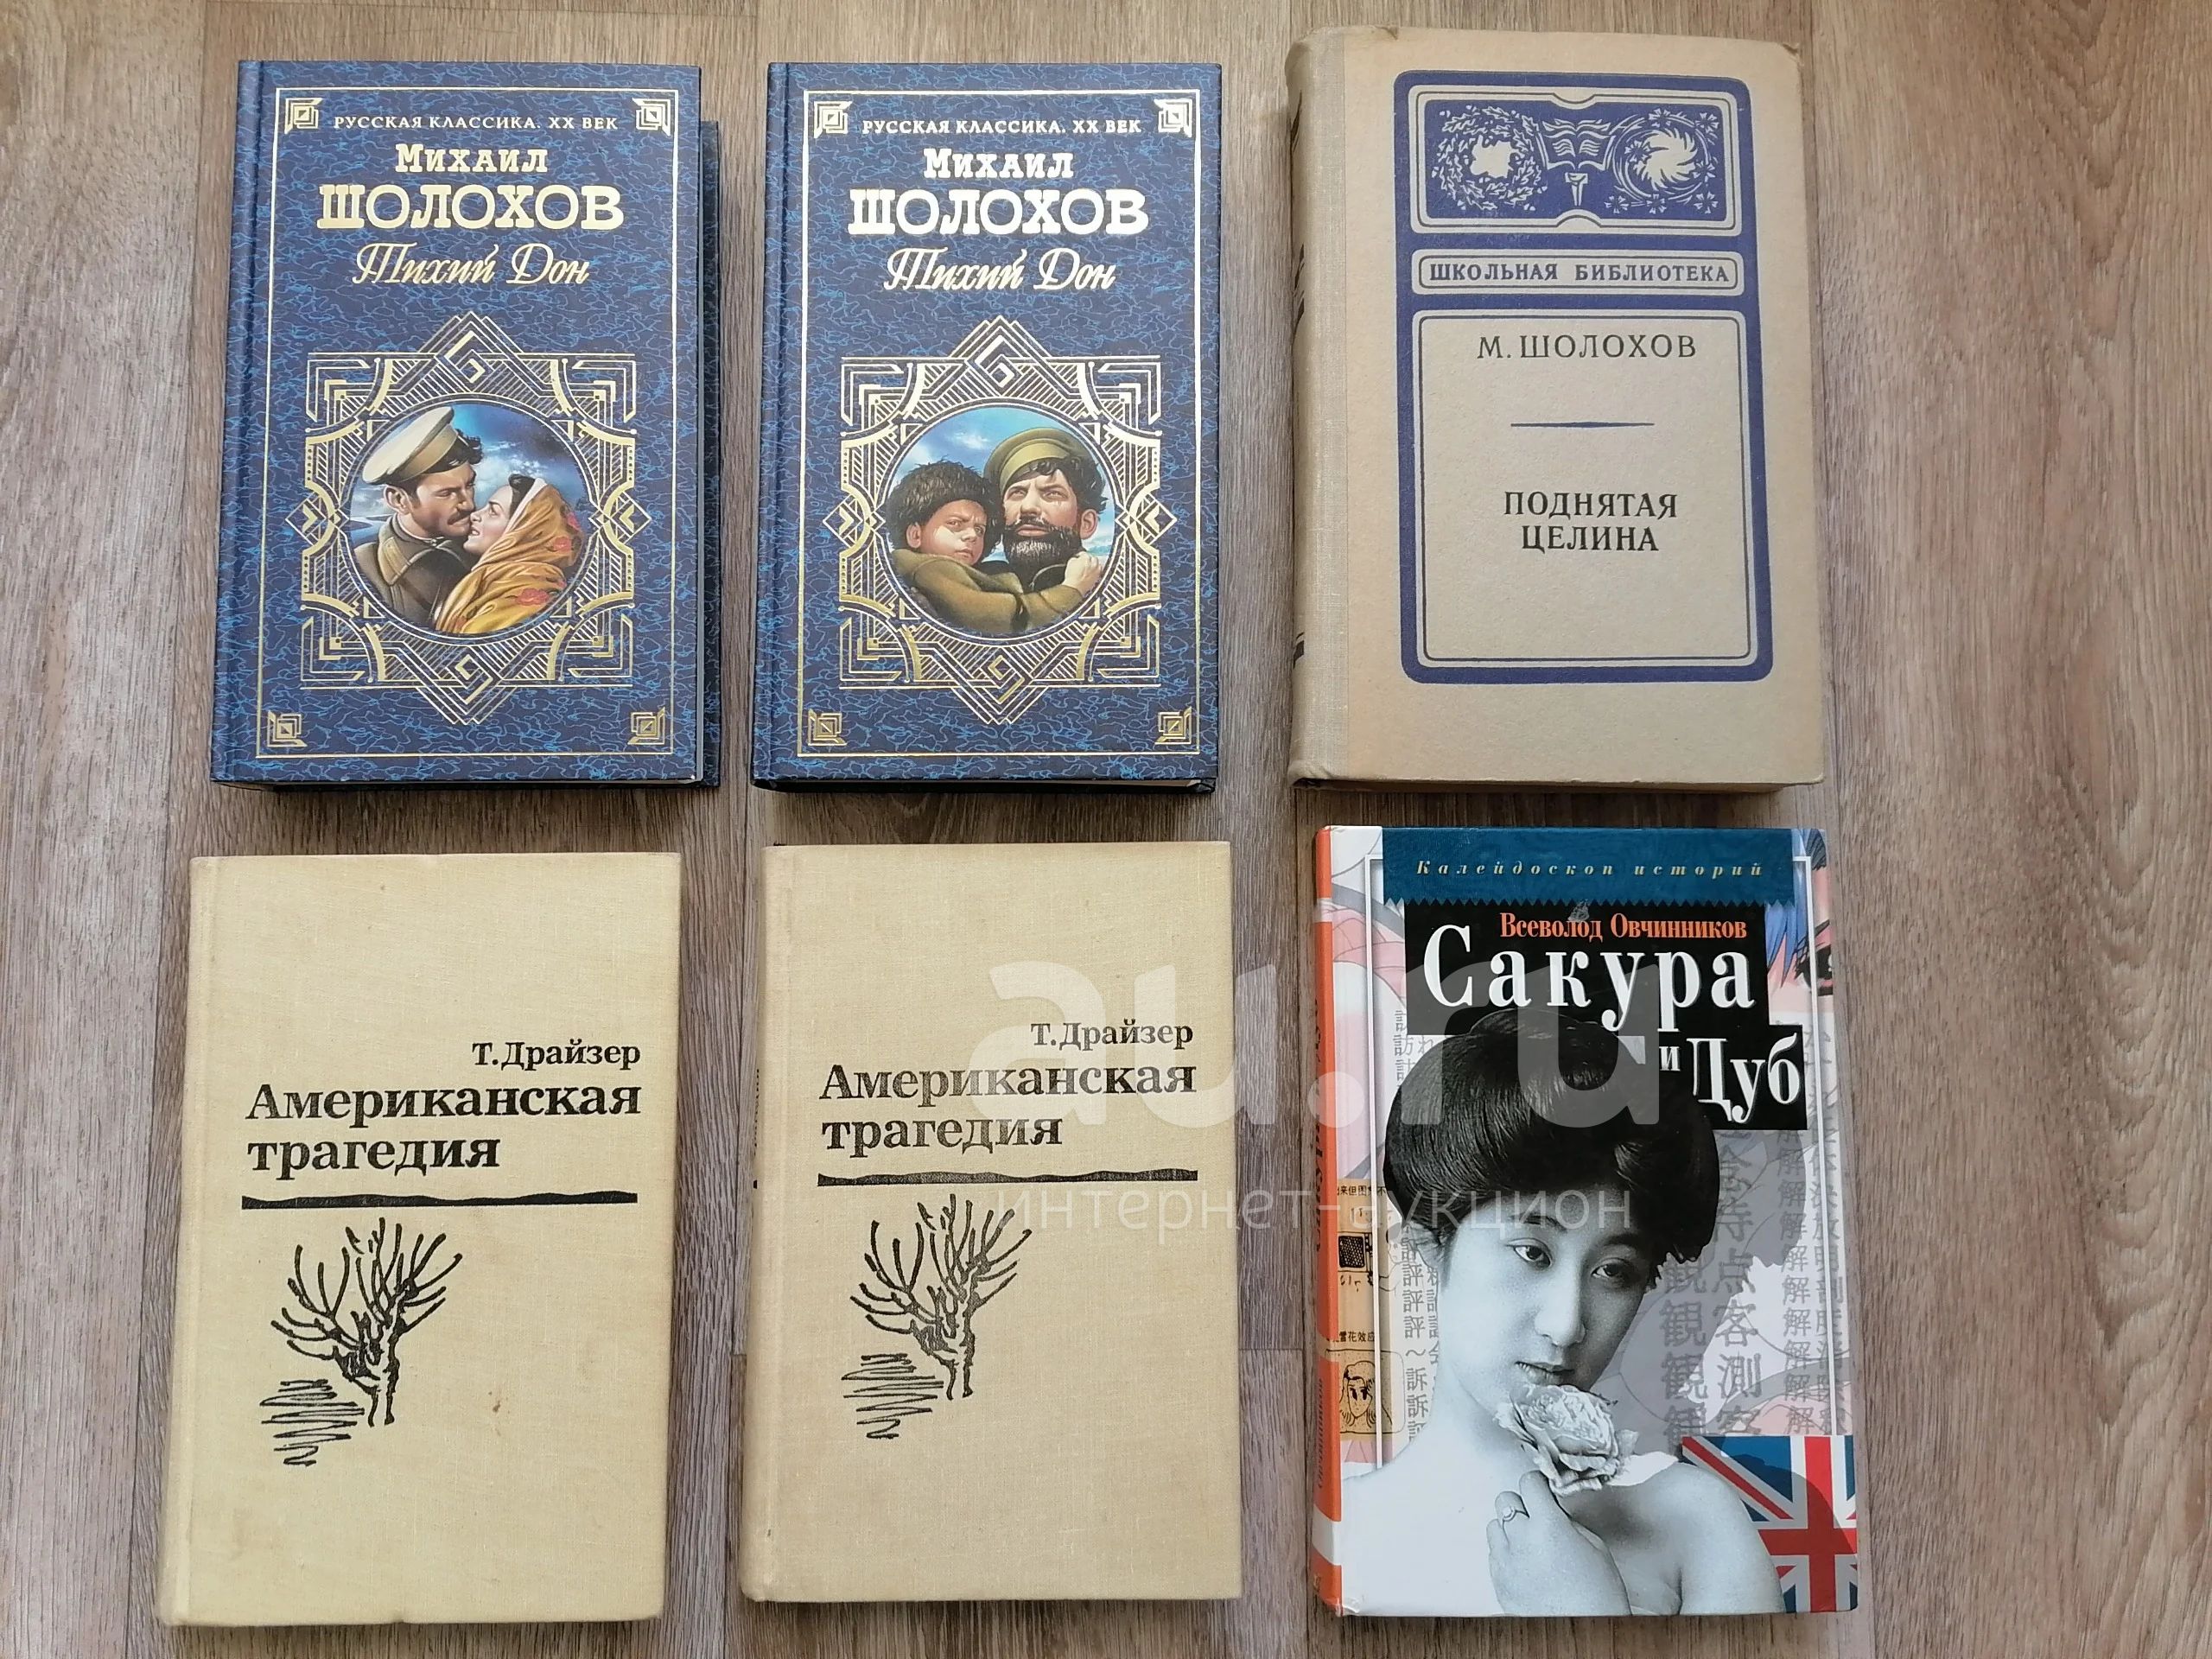 РУССКАЯ КЛАССИКА. XX ВЕК
Михаил
ШОЛОХОВ
Тихий Дон
РУССКАЯ КЛАССИКА. XX ВЕК
Михаил
ШОЛОХОВ
Тихий Дон
ШКОЛЬНАЯ БИБЛИОТЕКА
М. ШОЛОХОВ
ПОДНЯТАЯ
ЦЕЛИНА
Т. Драйзер
Американская
трагедия
Т. Драйзер
Американская
трагедия
Калейдоскоп историй
Всеволод Овчинников
Сакура
и Дуб
Овчинников
au.ru
интернет-аукцион